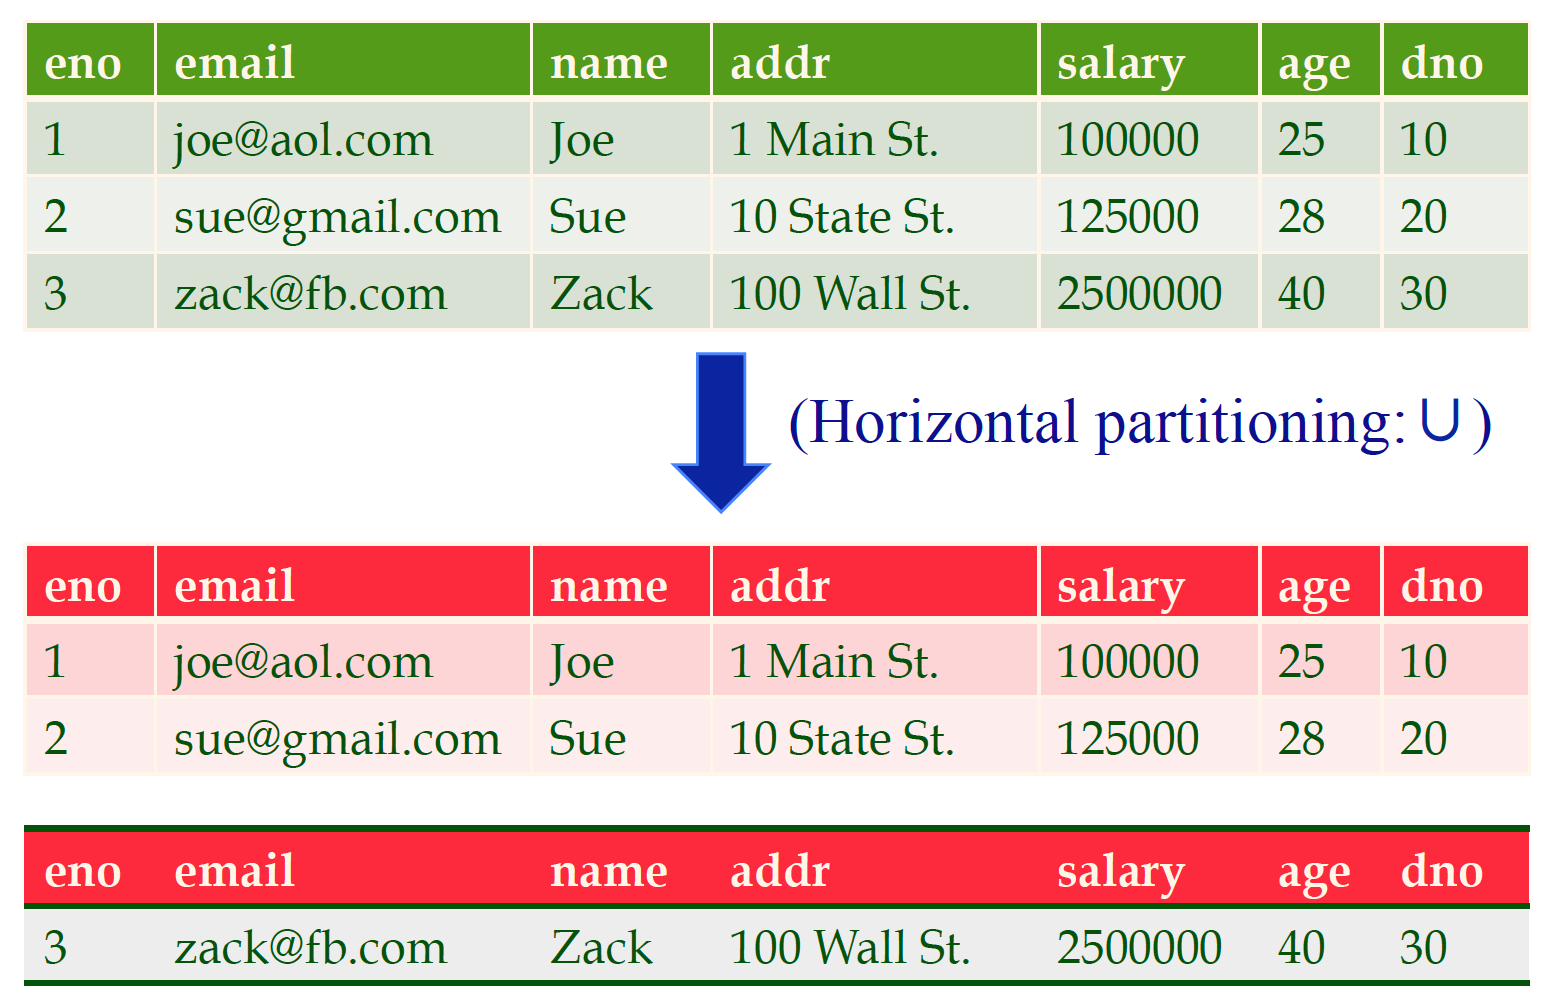 eno email name addr salary age dno
1 joe@aol.com Joe 1 Main St. 100000 25 10
2 sue@gmail.com Sue 10 State St. 125000 28 20
3 zack@fb.com Zack 100 Wall St. 2500000 40 30
(Horizontal partitioning: ∪ )
eno email name addr salary age dno
1 joe@aol.com Joe 1 Main St. 100000 25 10
2 sue@gmail.com Sue 10 State St. 125000 28 20
eno email name addr salary age dno
3 zack@fb.com Zack 100 Wall St. 2500000 40 30